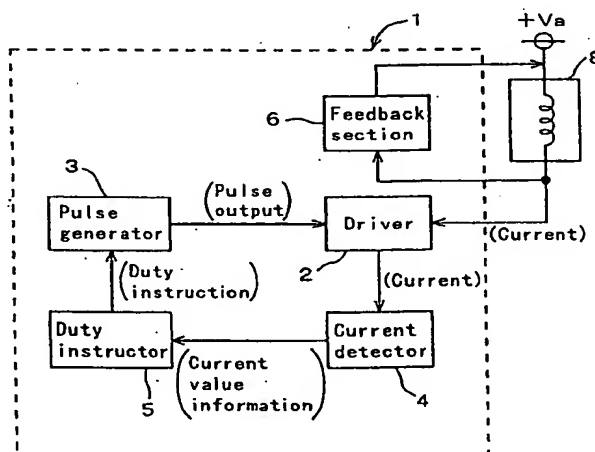 1
+Va
8
6
Feedback
section
3
Pulse
generator
(Pulse
output)
Driver
2
(Current)
(Duty
instruction)
(Current)
Duty
instructor
5
(Current
value
information)
Current
detector
4